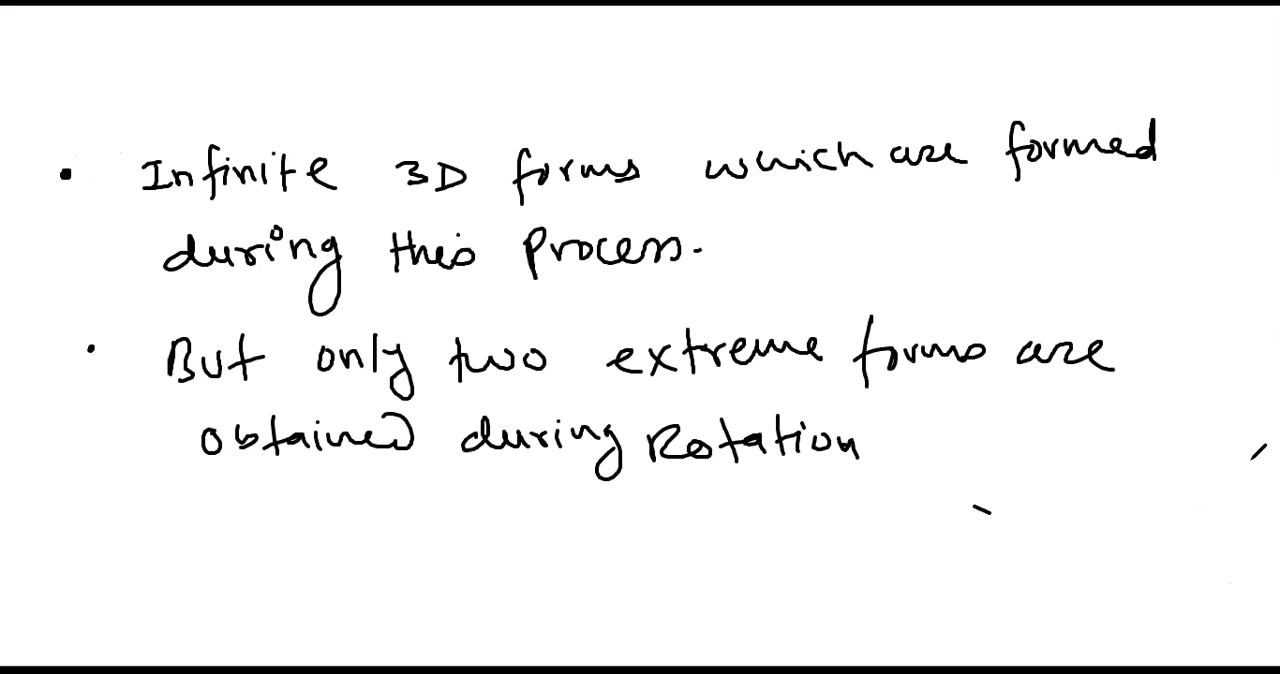 • Infinite 3D forms which are formed
during this process.
• But only two extreme forms are
obtained during Rotation